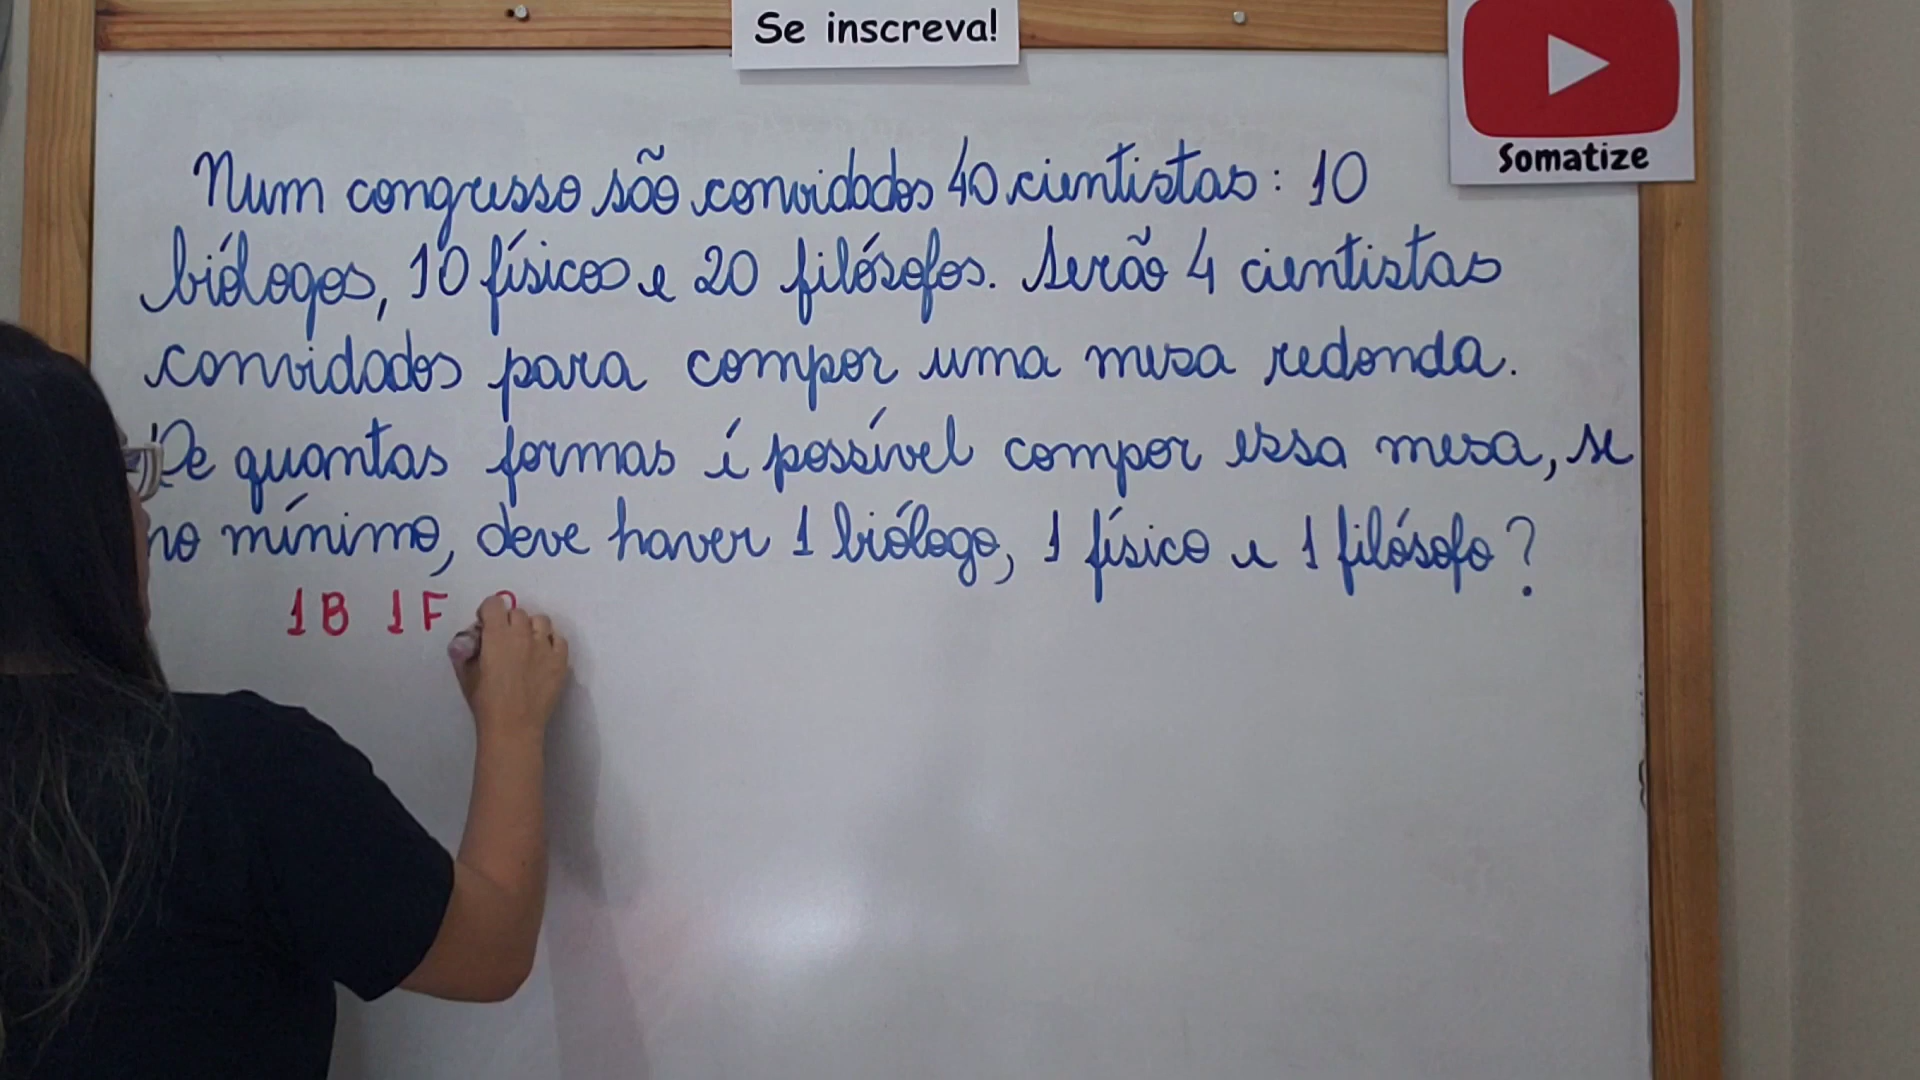 Se inscreva!
Somatize
Num congresso são convidados 40 cientistas: 10
biólogos, 10 físicos e 20 filósofos. Serão 4 cientistas
convidados para compor uma mesa redonda.
De quantas formas é possível compor essa mesa, se
no mínimo, deve haver 1 biólogo, 1 físico e 1 filósofo?
1B 1F